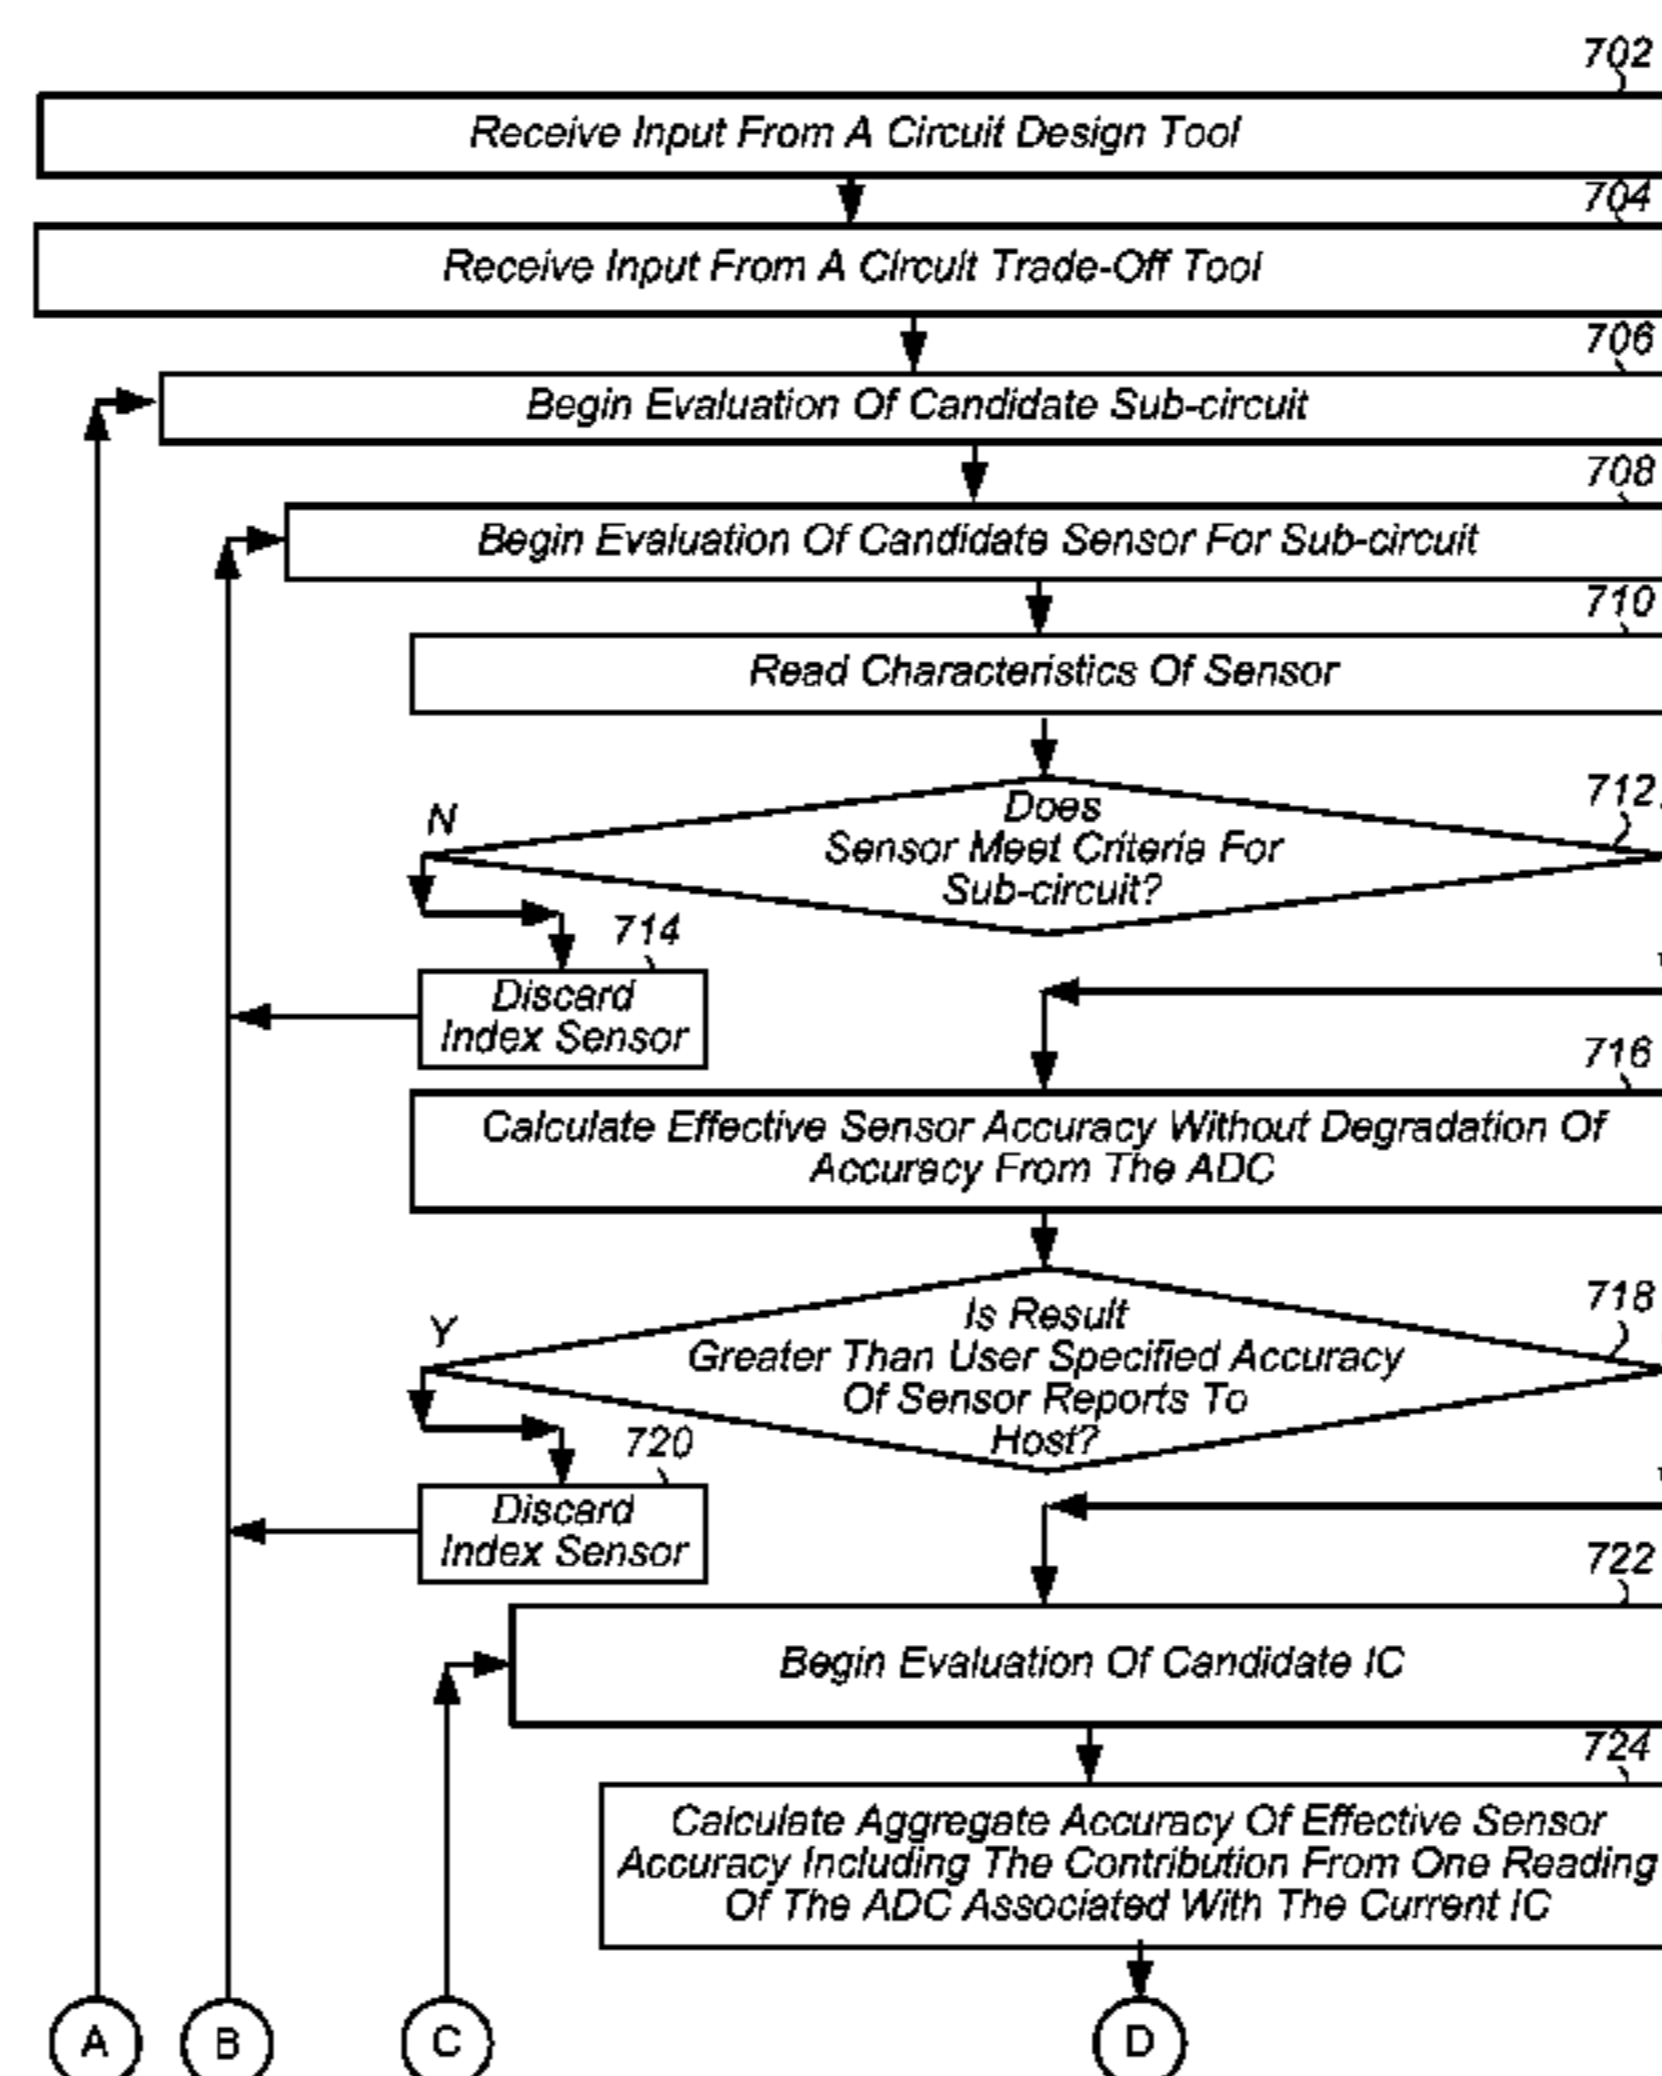 702
Receive Input From A Circuit Design Tool
704
Receive Input From A Circuit Trade-Off Tool
706
Begin Evaluation Of Candidate Sub-circuit
708
Begin Evaluation Of Candidate Sensor For Sub-circuit
710
Read Characteristics Of Sensor
712
N
Does
Sensor Meet Criteria For
Sub-circuit?
714
Discard
Index Sensor
716
Calculate Effective Sensor Accuracy Without Degradation Of
Accuracy From The ADC
718
Y
Is Result
Greater Than User Specified Accuracy
Of Sensor Reports To
Host?
720
Discard
Index Sensor
722
Begin Evaluation Of Candidate IC
724
Calculate Aggregate Accuracy Of Effective Sensor
Accuracy Including The Contribution From One Reading
Of The ADC Associated With The Current IC
A
B
C
D